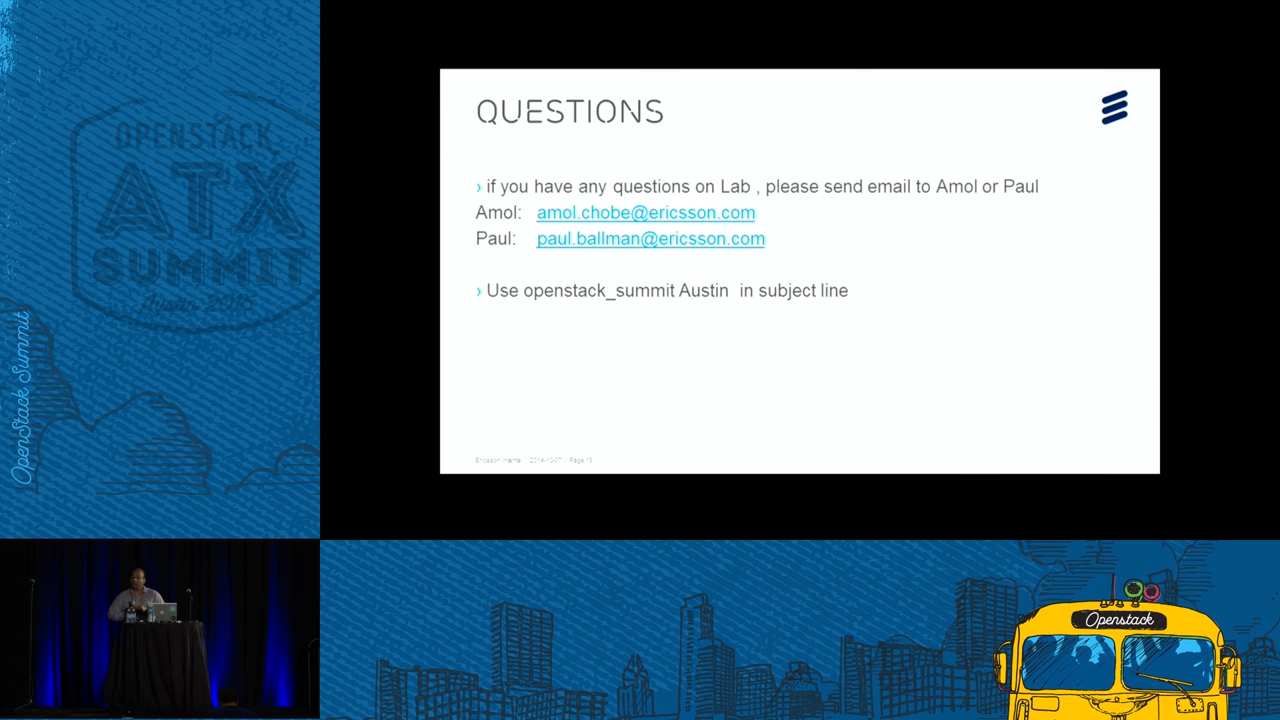 OPENSTACK
ATX
SUMMIT
Austin 2016
OpenStack Summit
QUESTIONS
› if you have any questions on Lab , please send email to Amol or Paul
Amol: amol.chobe@ericsson.com
Paul: paul.ballman@ericsson.com
› Use openstack_summit Austin in subject line
Openstack